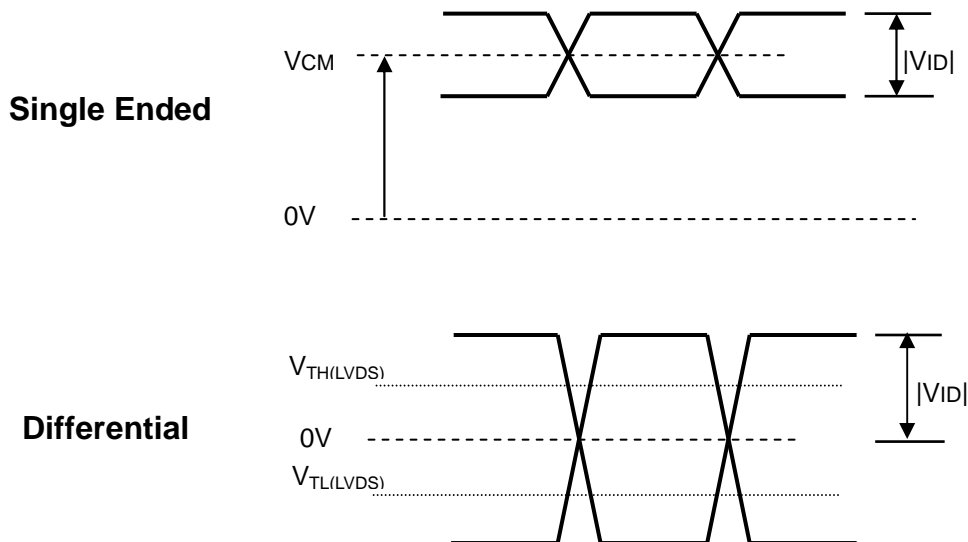 VCM
|VID|
Single Ended
0V
VTH(LVDS)
|VID|
Differential
0V
VTL(LVDS)